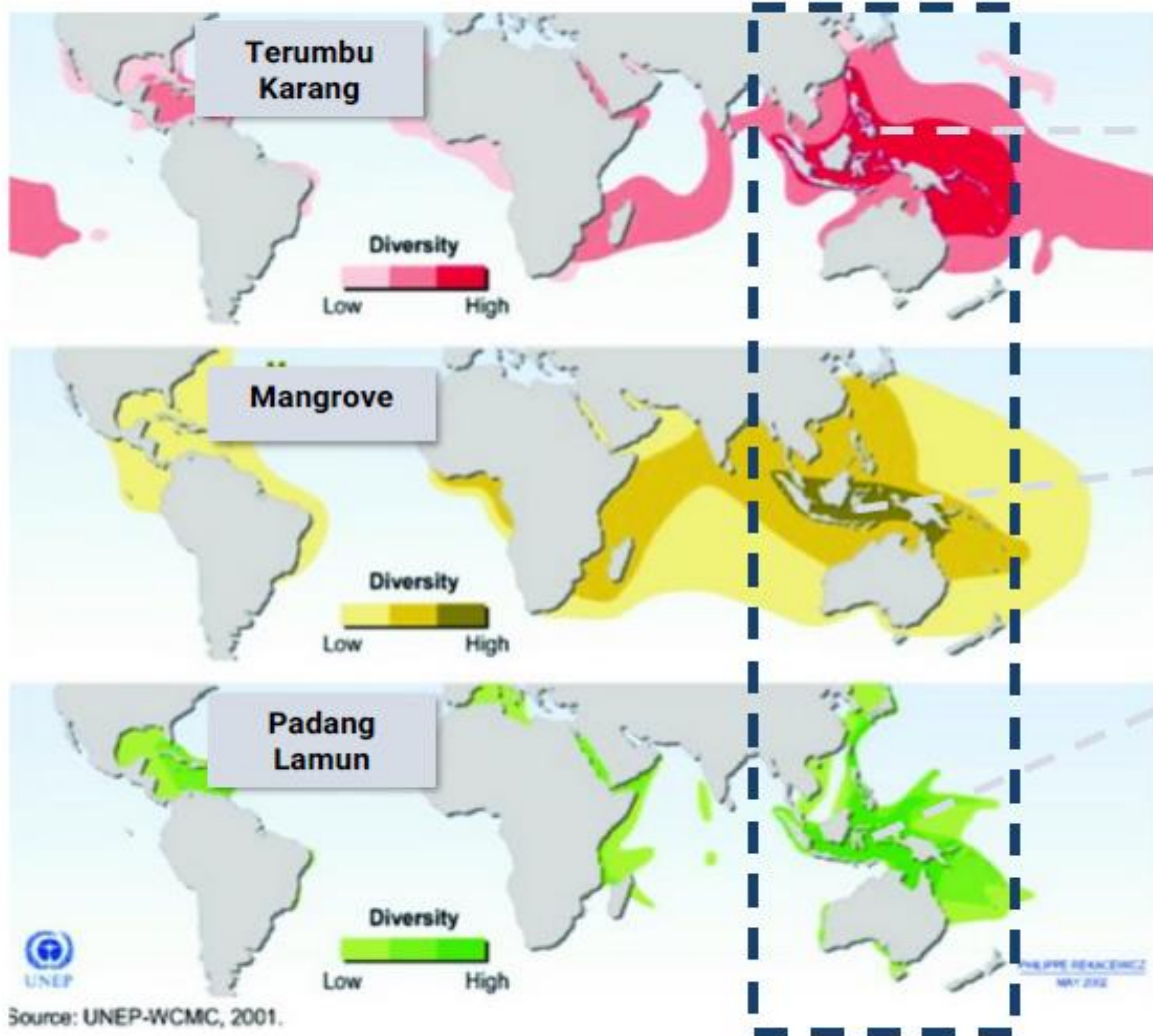 Terumbu
Karang
Diversity
Low High
Mangrove
Diversity
Low High
Padang
Lamun
Diversity
Low High
UNEP
PHILIPPE REKACEWICZ
MAY 2002
Source: UNEP-WCMC, 2001.